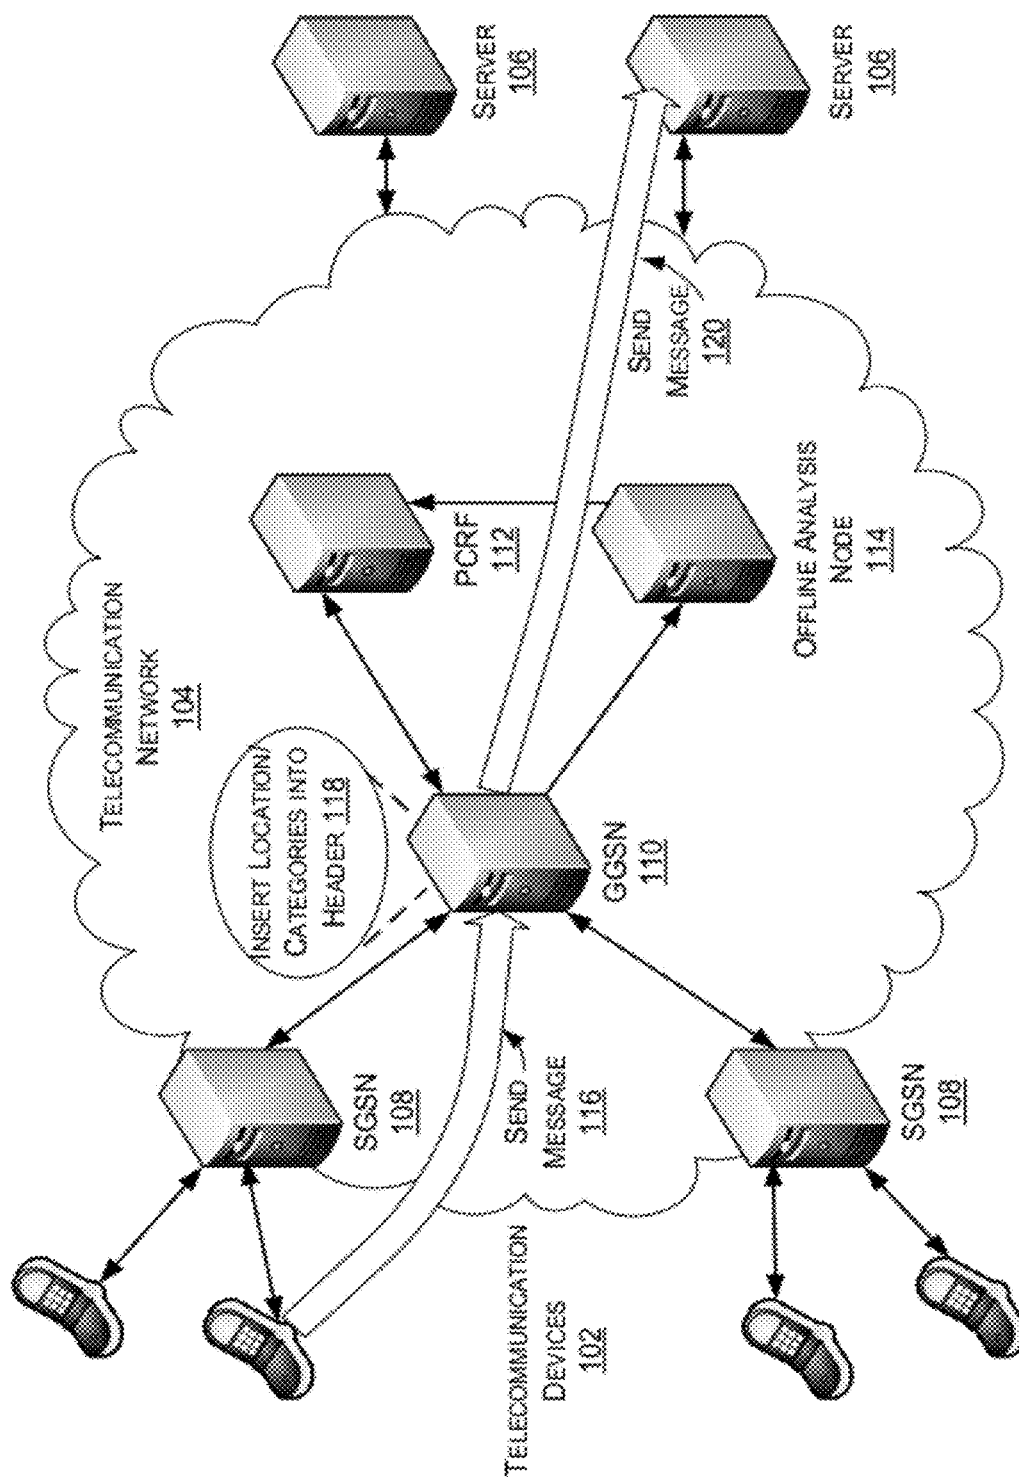 TELECOMMUNICATION
DEVICES
102
SGSN
108
SGSN
108
SEND
MESSAGE
116
TELECOMMUNICATION
NETWORK
104
INSERT LOCATION/
CATEGORIES INTO
HEADER 118
GGSN
110
PCRF
112
OFFLINE ANALYSIS
NODE
114
SEND
MESSAGE
120
SERVER
106
SERVER
106